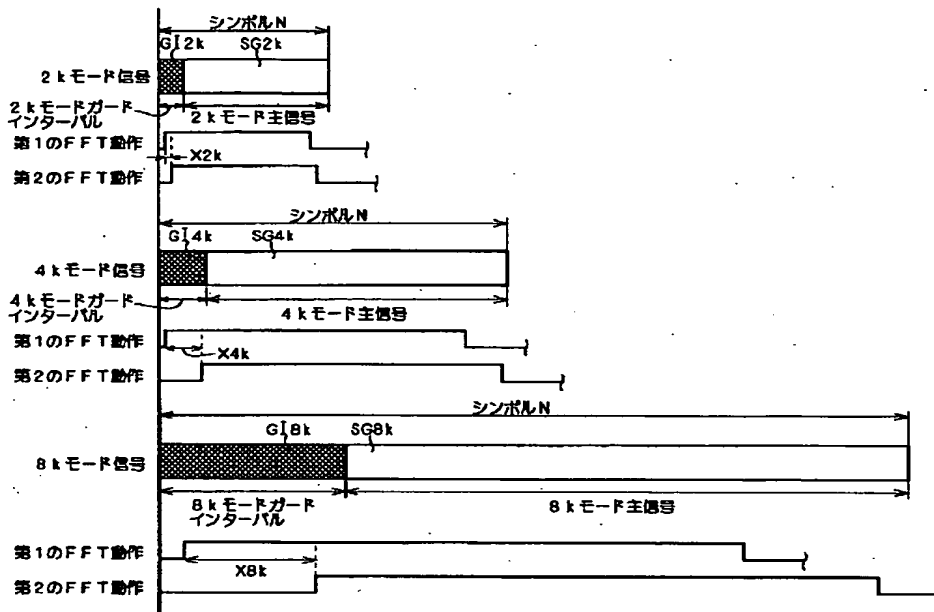 シンボルN
GI2k SG2k
2kモード信号
2kモードガード
インターバル
2kモード主信号
第1のFFT動作
X2k
第2のFFT動作
シンボルN
GI4k SG4k
4kモード信号
4kモードガード
インターバル
4kモード主信号
第1のFFT動作
X4k
第2のFFT動作
シンボルN
GI8k SG8k
8kモード信号
8kモードガード
インターバル
8kモード主信号
第1のFFT動作
X8k
第2のFFT動作